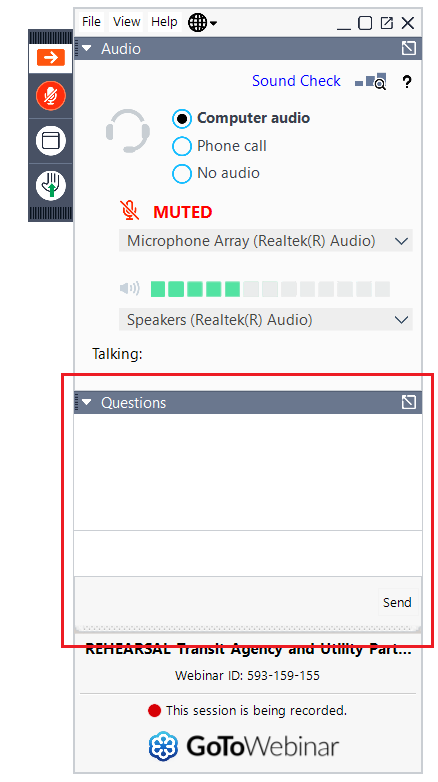 File View Help
Audio
Sound Check ?
Computer audio
Phone call
No audio
MUTED
Microphone Array (Realtek(R) Audio)
Speakers (Realtek(R) Audio)
Talking:
Questions
Send
REHEARSAL Transit Agency and Utility Part...
Webinar ID: 593-159-155
This session is being recorded.
GoToWebinar